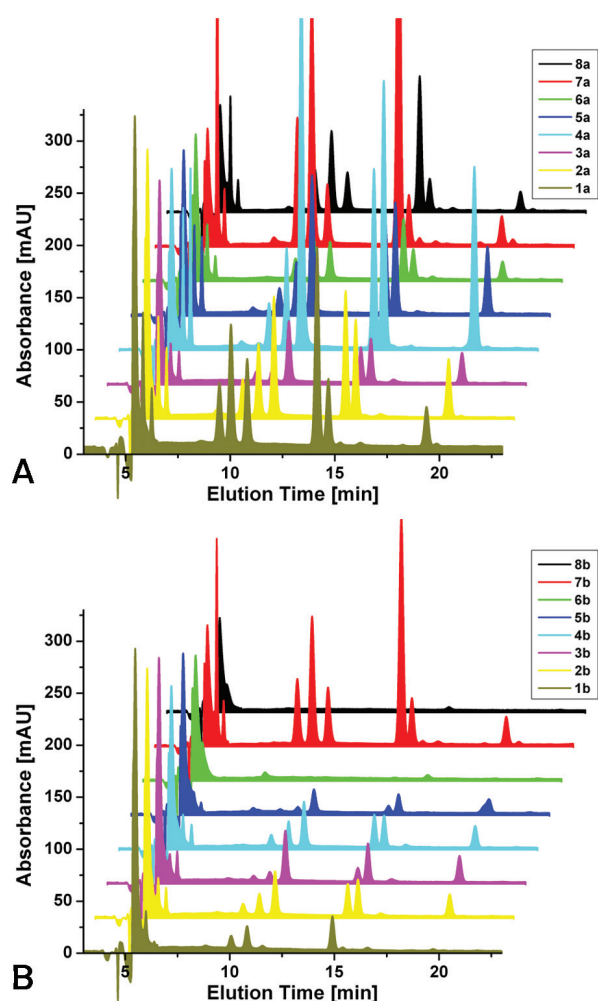 8a
7a
6a
5a
4a
3a
2a
1a
300
250
200
150
100
50
0
Absorbance [mAU]
5
10
15
20
Elution Time [min]
A
8b
7b
6b
5b
4b
3b
2b
1b
300
250
200
150
100
50
0
Absorbance [mAU]
5
10
15
20
Elution Time [min]
B